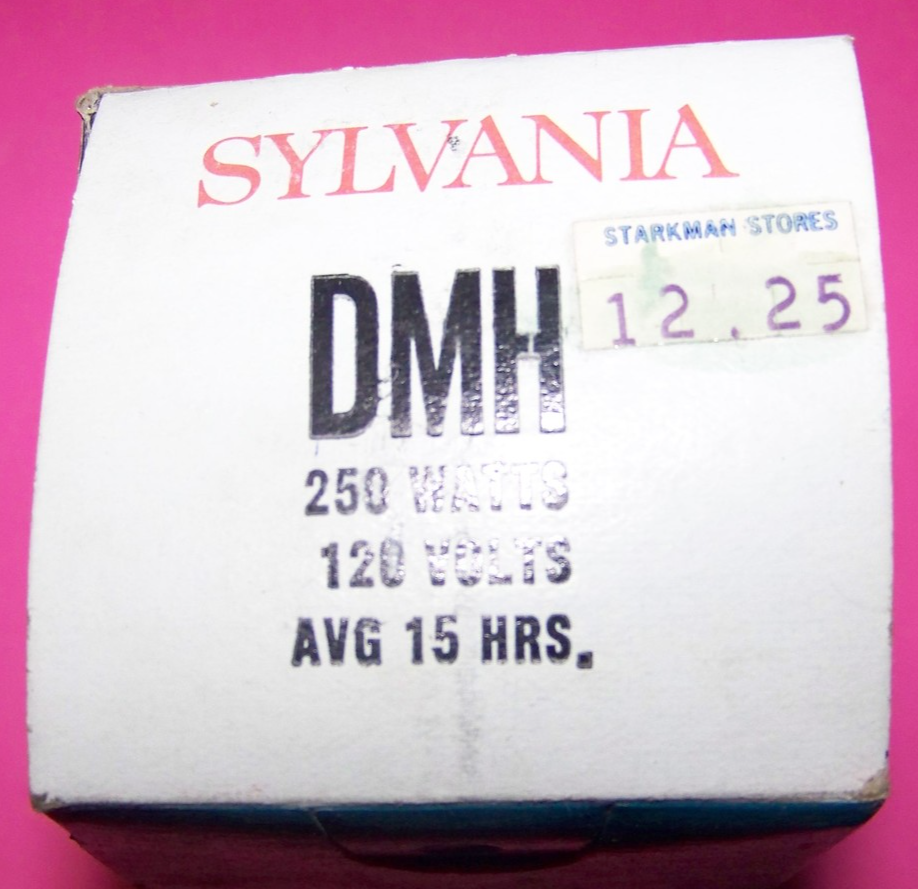 SYLVANIA
STARKMAN STORES
12.25
DMH
250 WATTS
120 VOLTS
AVG 15 HRS.